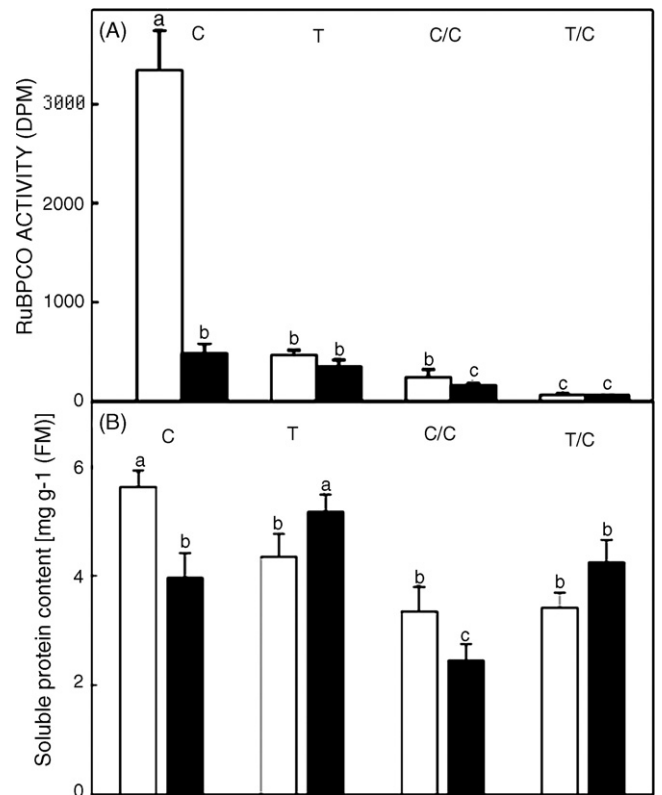 (A)
a
C
T
C/C
T/C
RuBPCO ACTIVITY (DPM)
3000
2000
1000
0
b
b
b
b
c
c
c
(B)
C
T
C/C
T/C
Soluble protein content [mg g-1 (FM)]
6
4
2
0
a
b
b
a
b
c
b
b